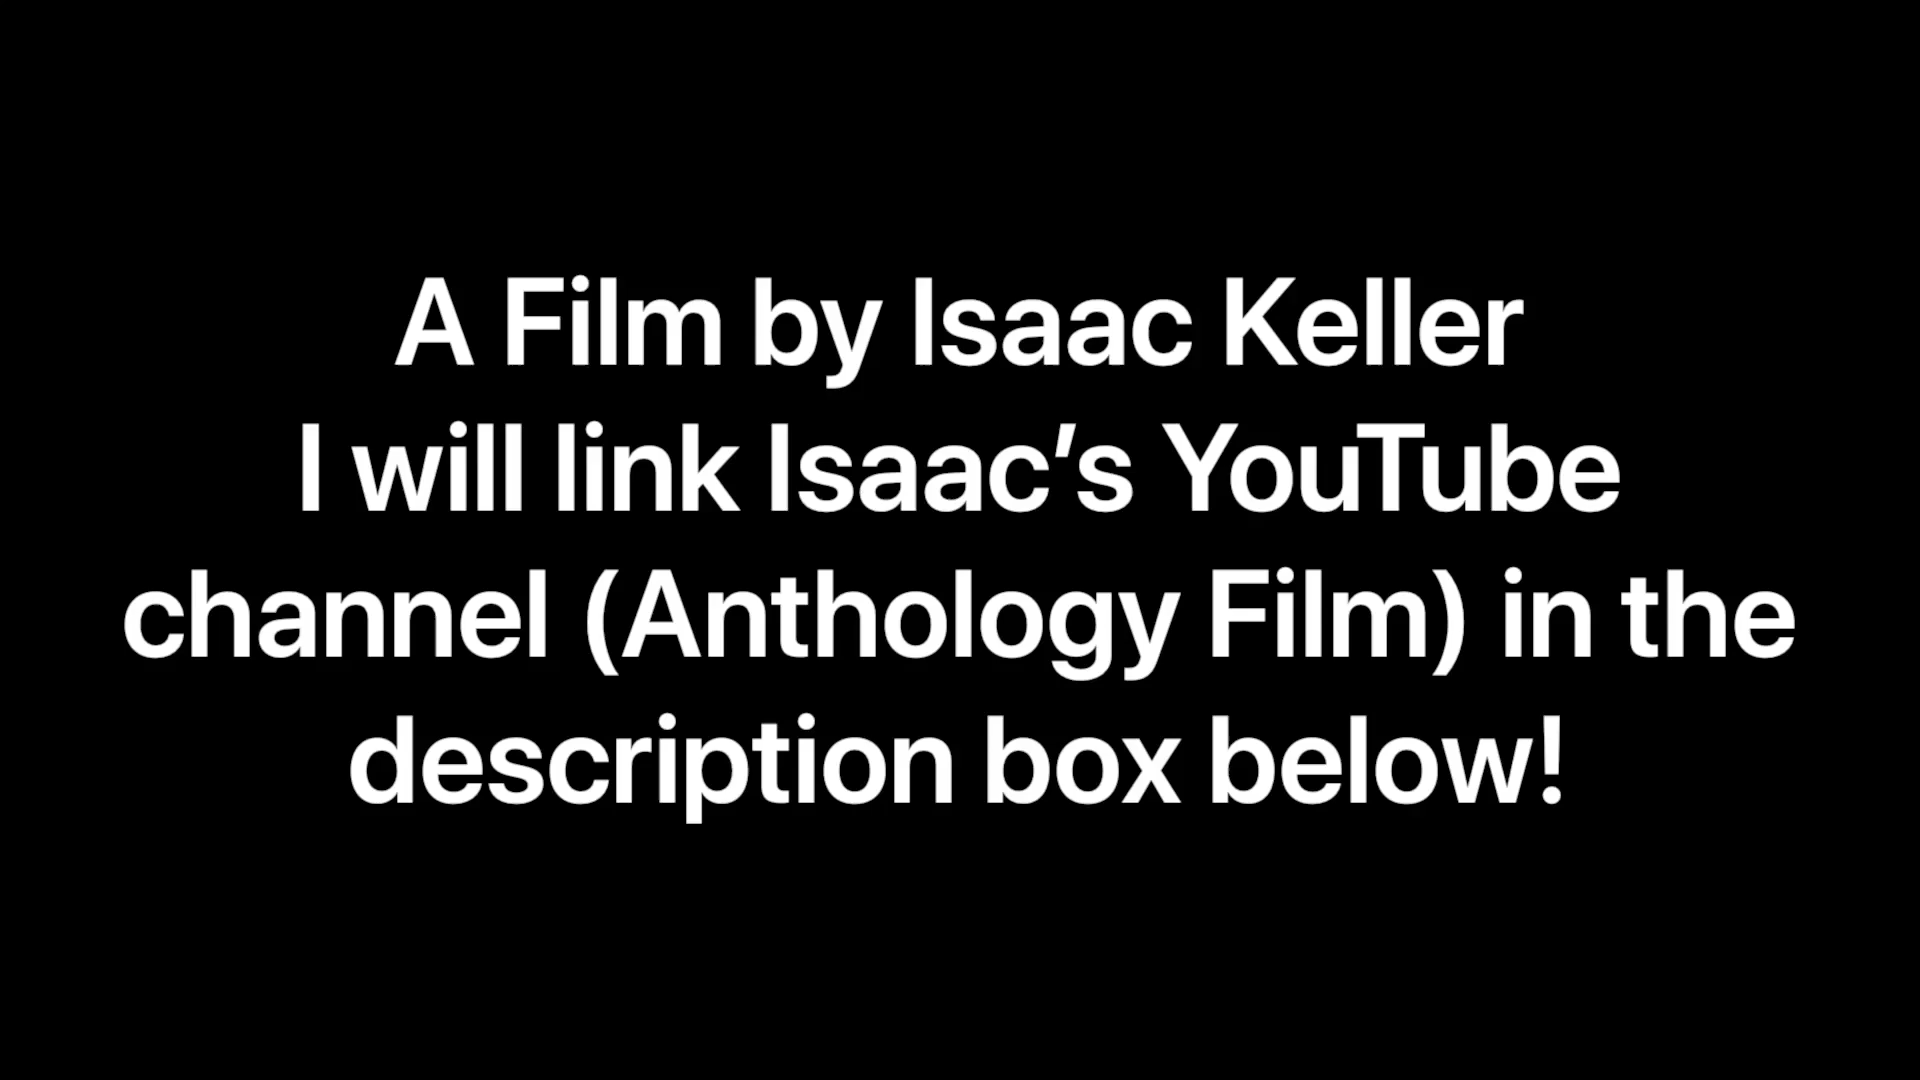 A Film by Isaac Keller
I will link Isaac’s YouTube
channel (Anthology Film) in the
description box below!